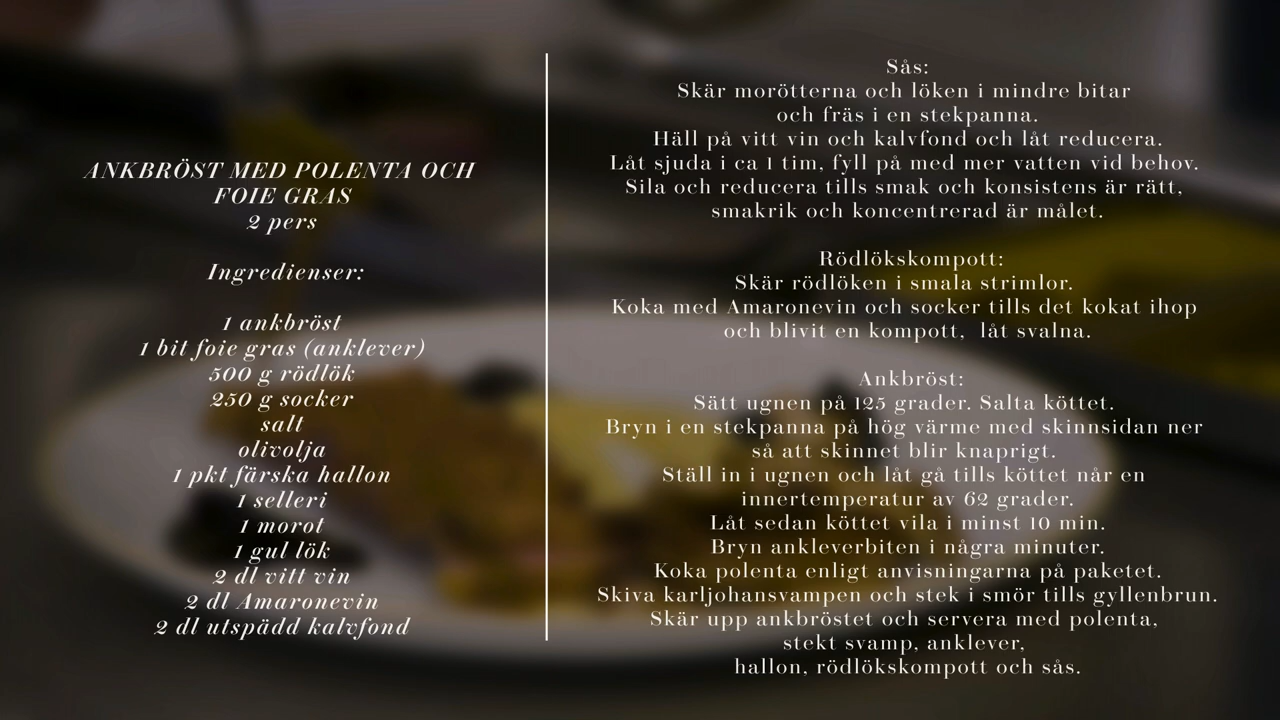 ANKBRÖST MED POLENTA OCH
FOIE GRAS
2 pers
Ingredienser:
1 ankbröst
1 bit foie gras (anklever)
500 g rödlök
250 g socker
salt
olivolja
1 pkt färska hallon
1 selleri
1 morot
1 gul lök
2 dl vitt vin
2 dl Amaronevin
2 dl utspädd kalvfond
Sås:
Skär morötterna och löken i mindre bitar
och fräs i en stekpanna.
Häll på vitt vin och kalvfond och låt reducera.
Låt sjuda i ca 1 tim, fyll på med mer vatten vid behov.
Sila och reducera tills smak och konsistens är rätt,
smakrik och koncentrerad är målet.
Rödlökskompott:
Skär rödlöken i smala strimlor.
Koka med Amaronevin och socker tills det kokat ihop
och blivit en kompott, låt svalna.
Ankbröst:
Sätt ugnen på 125 grader. Salta köttet.
Bryn i en stekpanna på hög värme med skinnsidan ner
så att skinnet blir knaprigt.
Ställ in i ugnen och låt gå tills köttet når en
innertemperatur av 62 grader.
Låt sedan köttet vila i minst 10 min.
Bryn ankleverbiten i några minuter.
Koka polenta enligt anvisningarna på paketet.
Skiva karljohansvampen och stek i smör tills gyllenbrun.
Skär upp ankbröstet och servera med polenta,
stekt svamp, anklever,
hallon, rödlökskompott och sås.